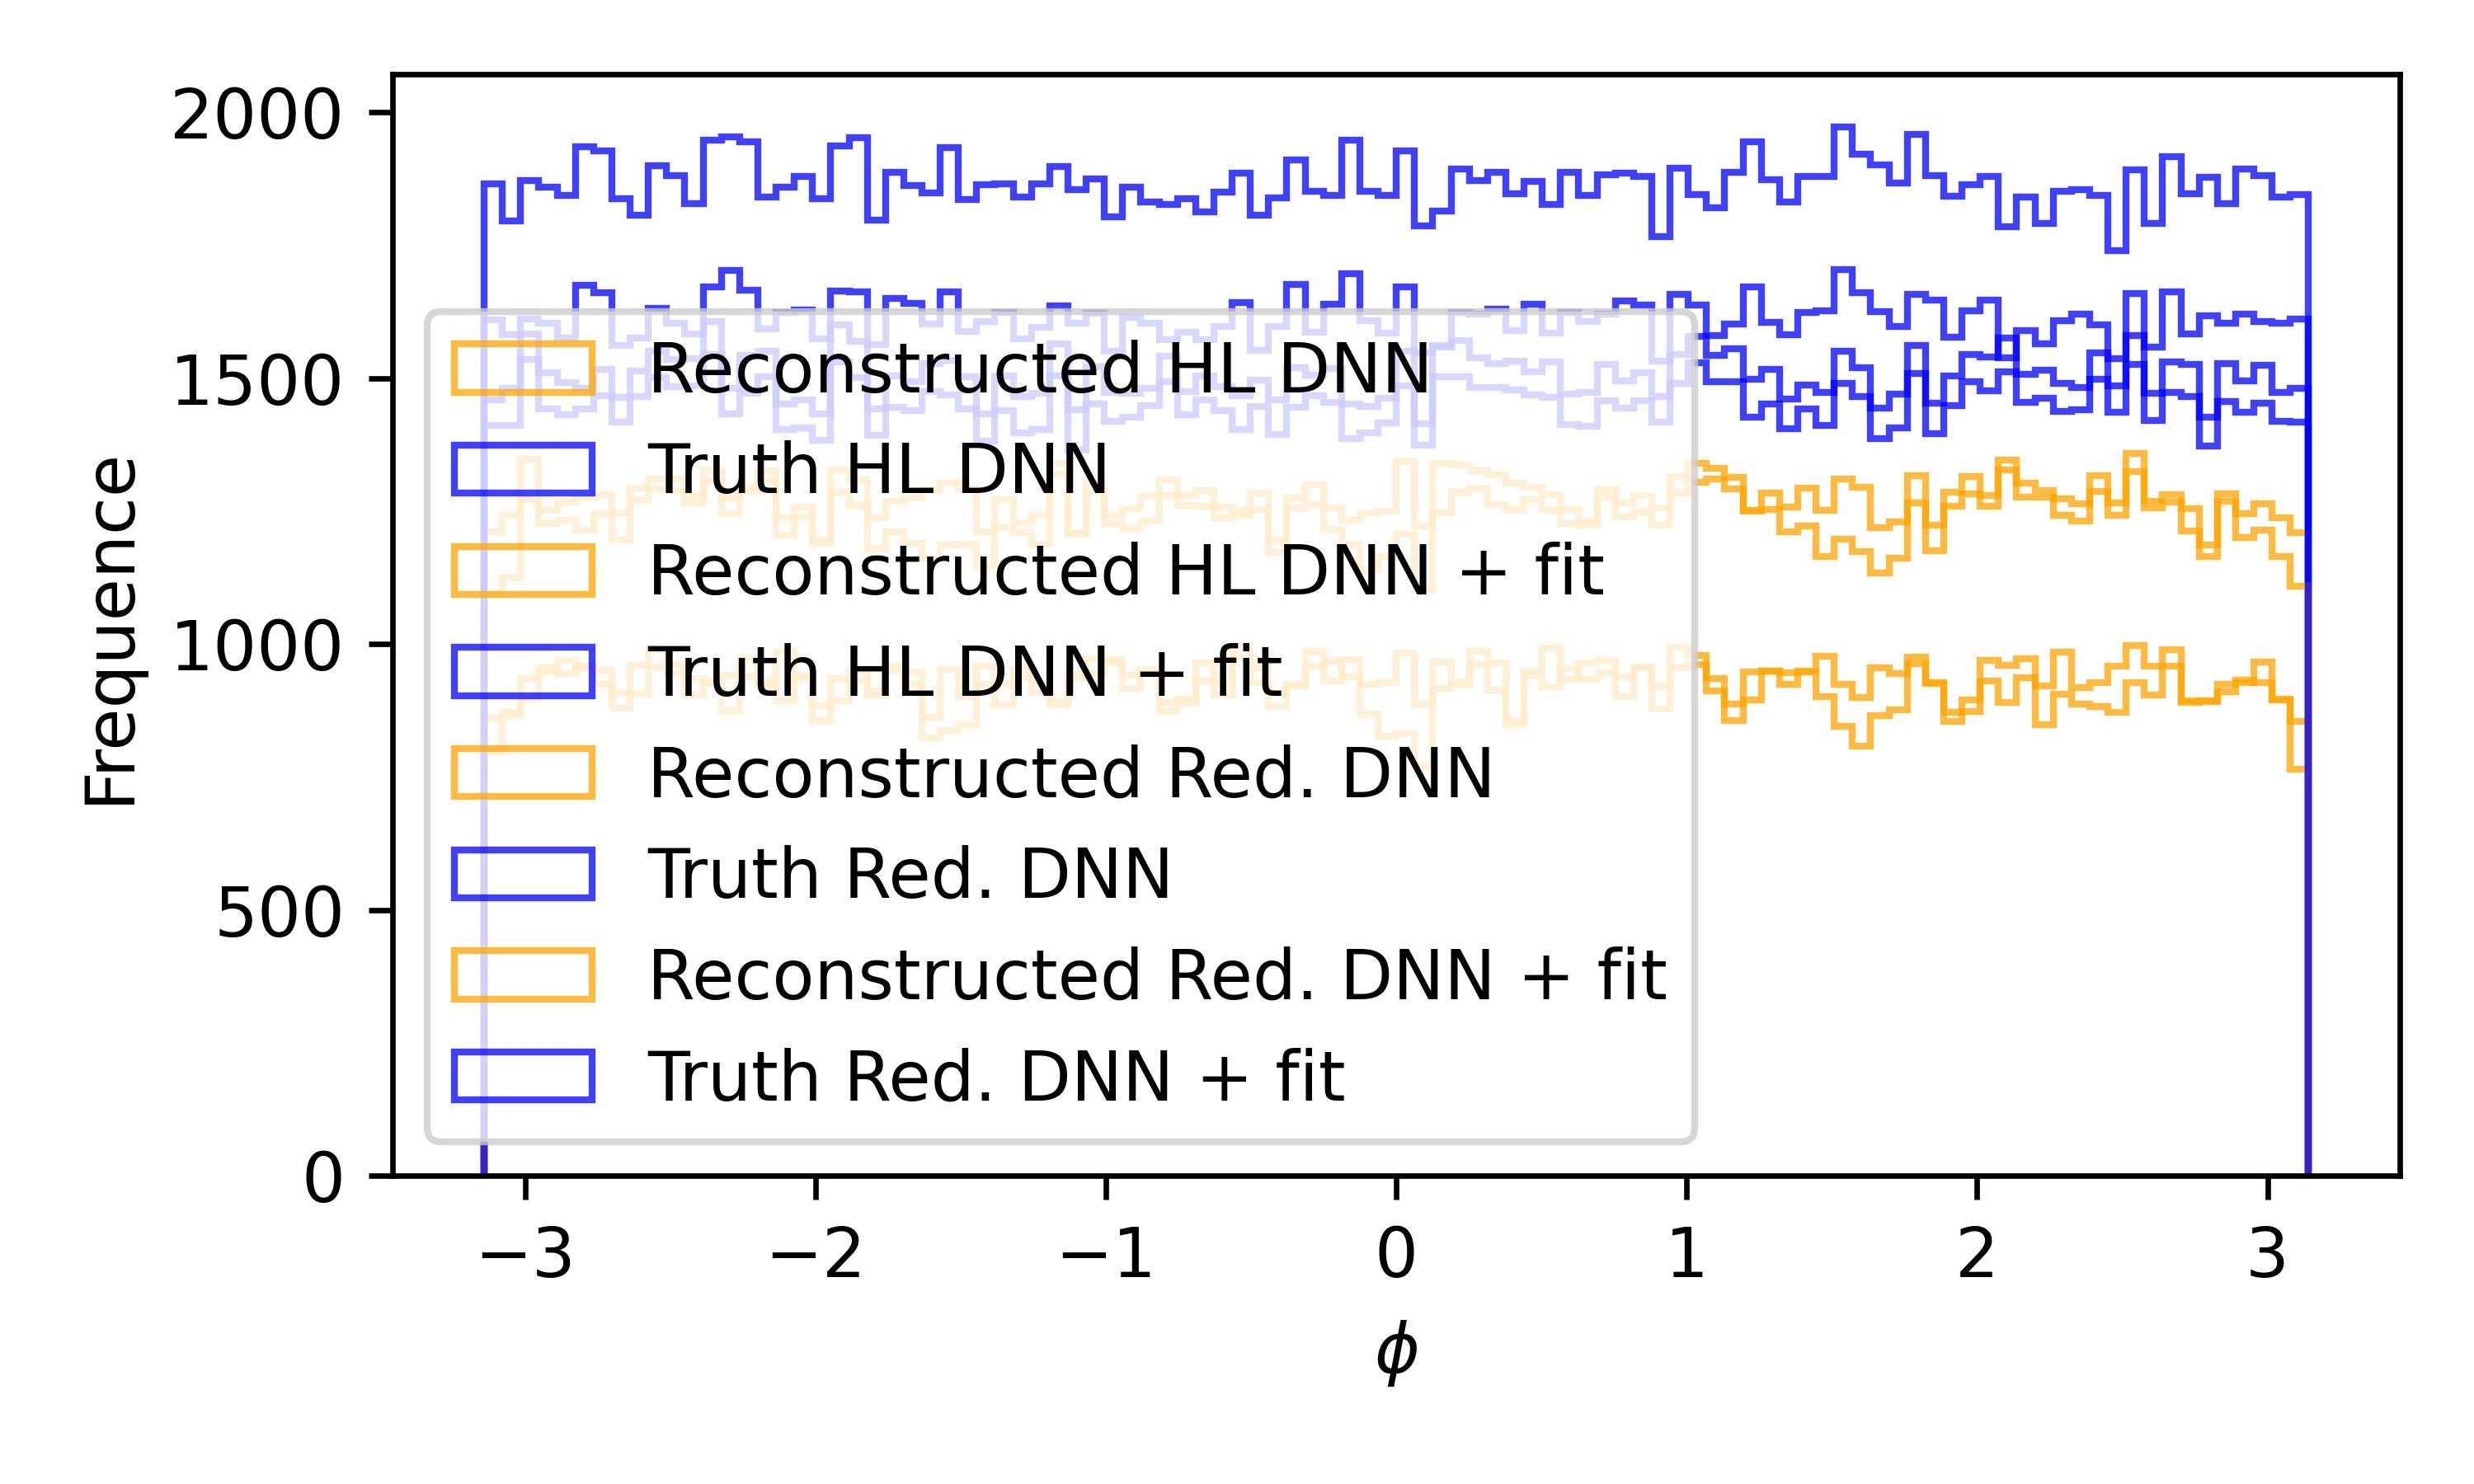 2000
1500
1000
500
0
Frequence
Reconstructed HL DNN
Truth HL DNN
Reconstructed HL DNN + fit
Truth HL DNN + fit
Reconstructed Red. DNN
Truth Red. DNN
Reconstructed Red. DNN + fit
Truth Red. DNN + fit
−3 −2 −1 0 1 2 3
ϕ